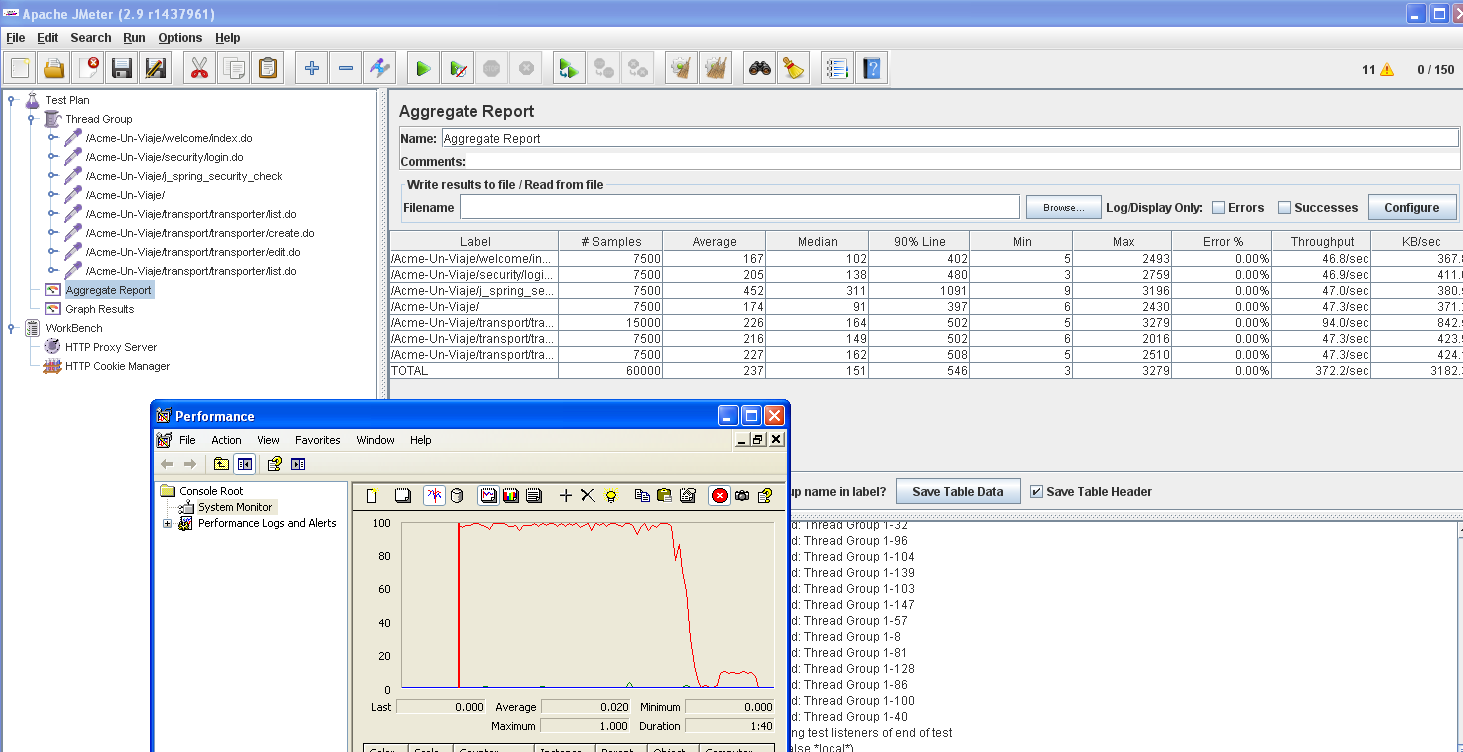 Apache JMeter (2.9 r1437961)
File Edit Search Run Options Help
11 0 / 150
Test Plan
Thread Group
/Acme-Un-Viaje/welcome/index.do
/Acme-Un-Viaje/security/login.do
/Acme-Un-Viaje/j_spring_security_check
/Acme-Un-Viaje/
/Acme-Un-Viaje/transport/transporter/list.do
/Acme-Un-Viaje/transport/transporter/create.do
/Acme-Un-Viaje/transport/transporter/edit.do
/Acme-Un-Viaje/transport/transporter/list.do
Aggregate Report
Graph Results
WorkBench
HTTP Proxy Server
HTTP Cookie Manager
Aggregate Report
Name: Aggregate Report
Comments:
Write results to file / Read from file
Filename Browse... Log/Display Only: Errors Successes Configure
Label # Samples Average Median 90% Line Min Max Error % Throughput KB/sec
/Acme-Un-Viaje/welcome/in... 7500 167 102 402 5 2493 0.00% 46.8/sec 367.8
/Acme-Un-Viaje/security/logi... 7500 205 138 480 3 2759 0.00% 46.9/sec 411.0
/Acme-Un-Viaje/j_spring_se... 7500 452 311 1091 9 3196 0.00% 47.0/sec 380.9
/Acme-Un-Viaje/ 7500 174 91 397 6 2430 0.00% 47.3/sec 371.
/Acme-Un-Viaje/transport/tra... 15000 226 164 502 5 3279 0.00% 94.0/sec 842.
/Acme-Un-Viaje/transport/tra... 7500 216 149 502 6 2016 0.00% 47.3/sec 423.
/Acme-Un-Viaje/transport/tra... 7500 227 162 508 5 2510 0.00% 47.3/sec 424.
TOTAL 60000 237 151 546 3 3279 0.00% 372.2/sec 3182.
up name in label? Save Table Data Save Table Header
d: Thread Group 1-32
d: Thread Group 1-96
d: Thread Group 1-104
d: Thread Group 1-139
d: Thread Group 1-103
d: Thread Group 1-147
d: Thread Group 1-57
d: Thread Group 1-8
d: Thread Group 1-81
d: Thread Group 1-128
d: Thread Group 1-86
d: Thread Group 1-100
d: Thread Group 1-40
ng test listeners of end of test
alse *local*)
Performance
File Action View Favorites Window Help
Console Root
System Monitor
Performance Logs and Alerts
100
80
60
40
20
0
Last 0.000 Average 0.020 Minimum 0.000
Maximum 1.000 Duration 1:40
Color Scale Counter Instance Parent Object Computer